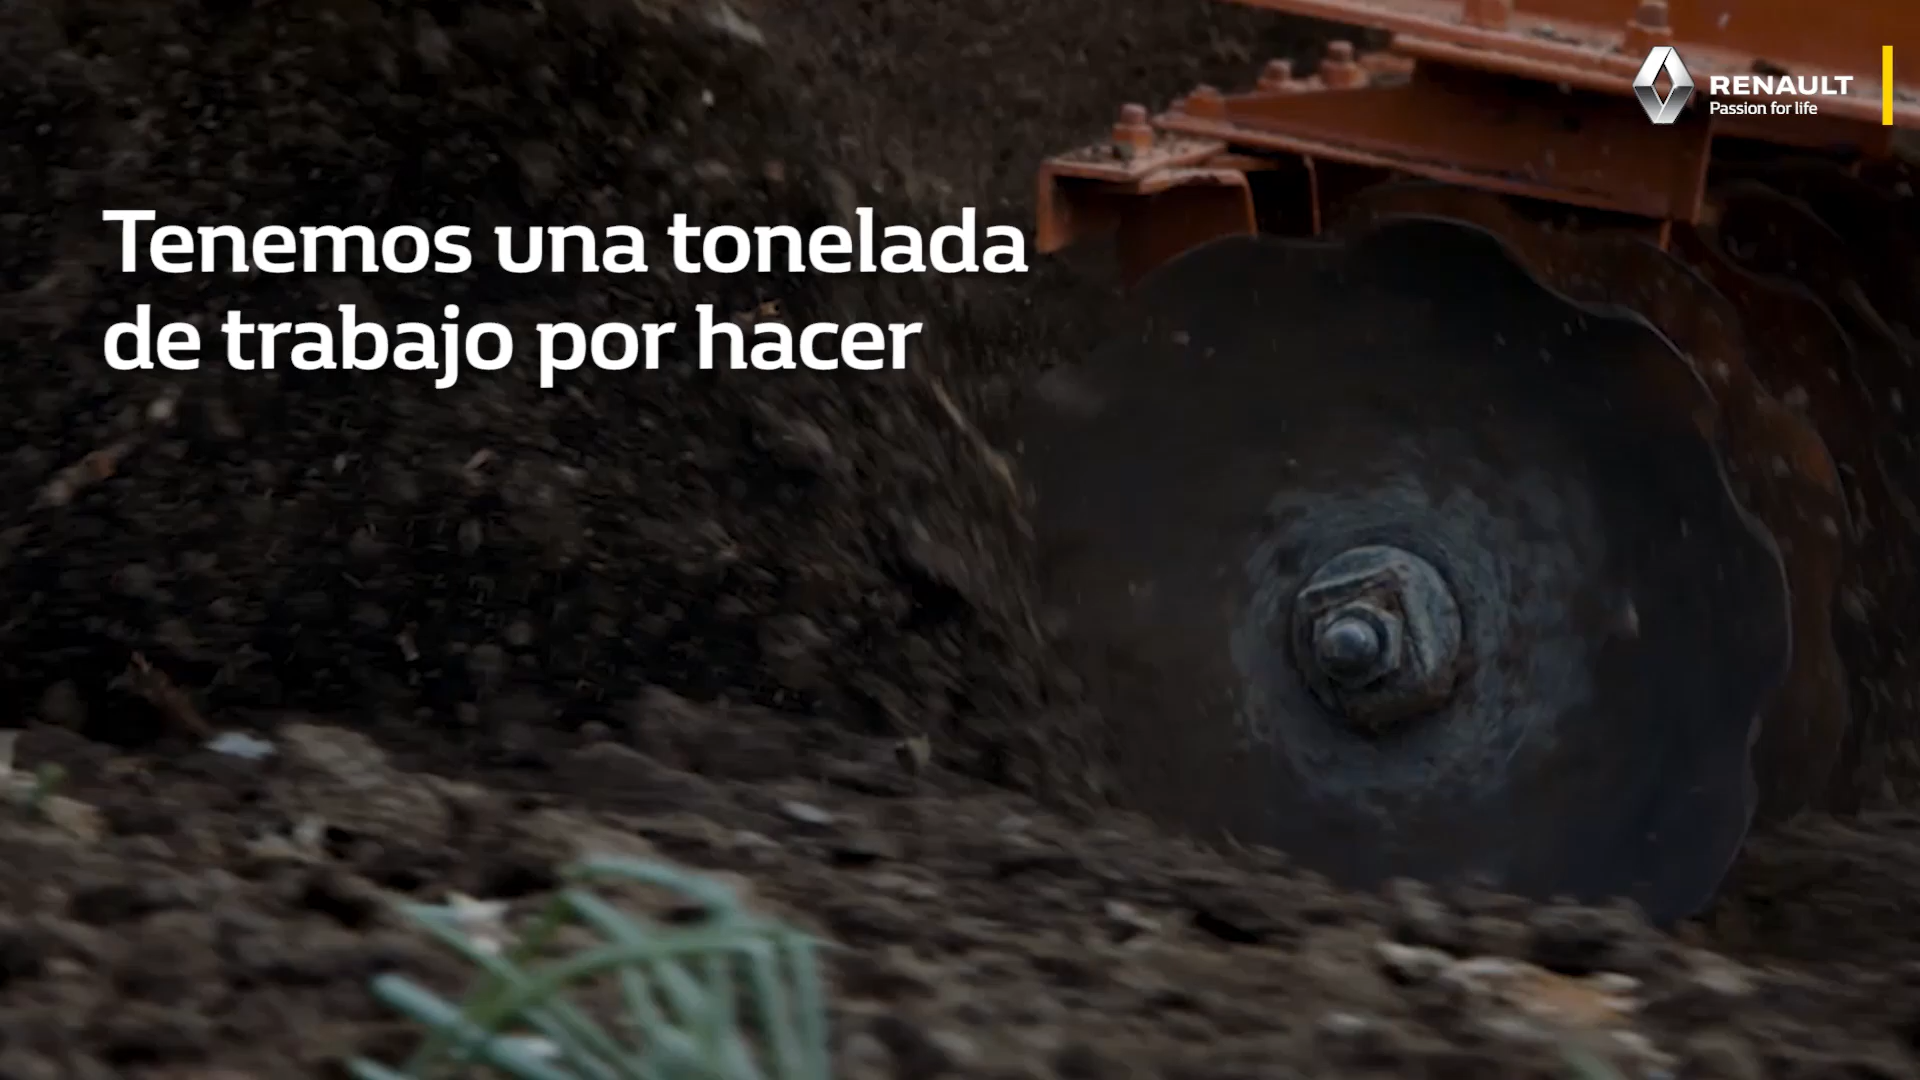 RENAULT
Passion for life
Tenemos una tonelada
de trabajo por hacer